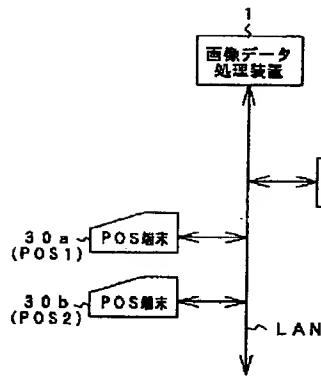 1
画像データ
処理装置
30a
(POS1)
POS端末
30b
(POS2)
POS端末
LAN